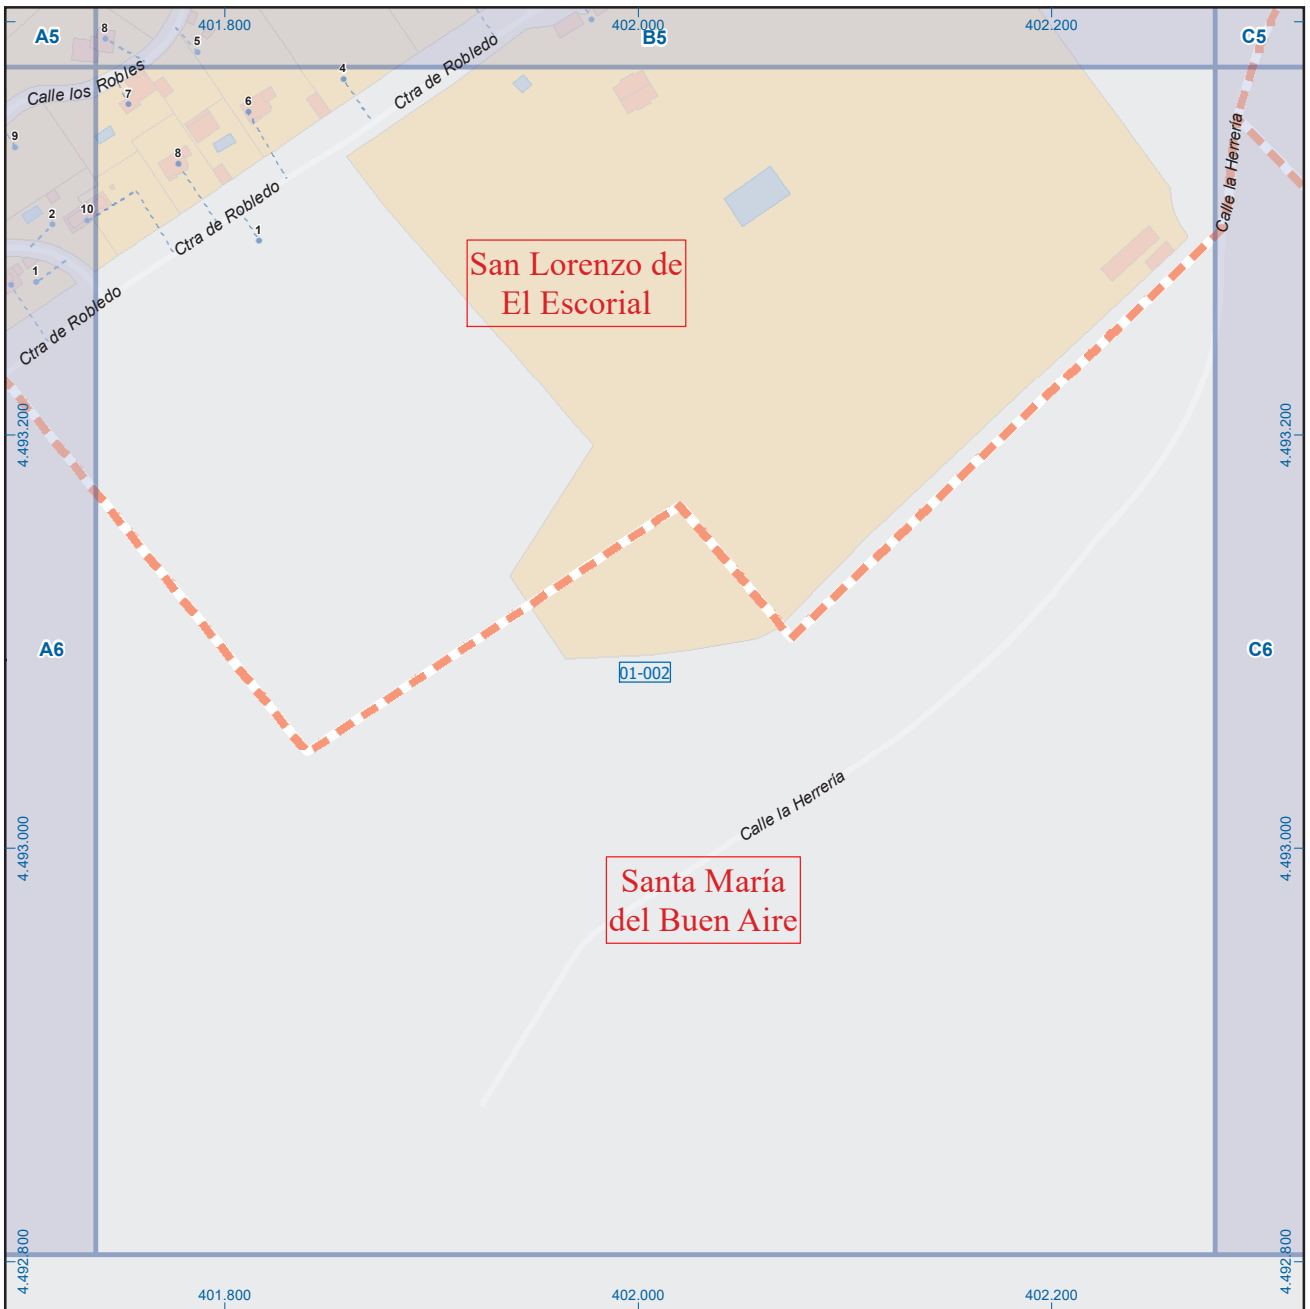 401.800
402.000
402.200
A5
B5
C5
8
5
4
Ctra de Robledo
Calle los Robles
7
6
9
8
Calle la Herrería
2
10
Ctra de Robledo
1
San Lorenzo de
El Escorial
1
Ctra de Robledo
4.493.200
4.493.200
A6
C6
01-002
Calle la Herrería
4.493.000
4.493.000
Santa María
del Buen Aire
4.492.800
4.492.800
401.800
402.000
402.200